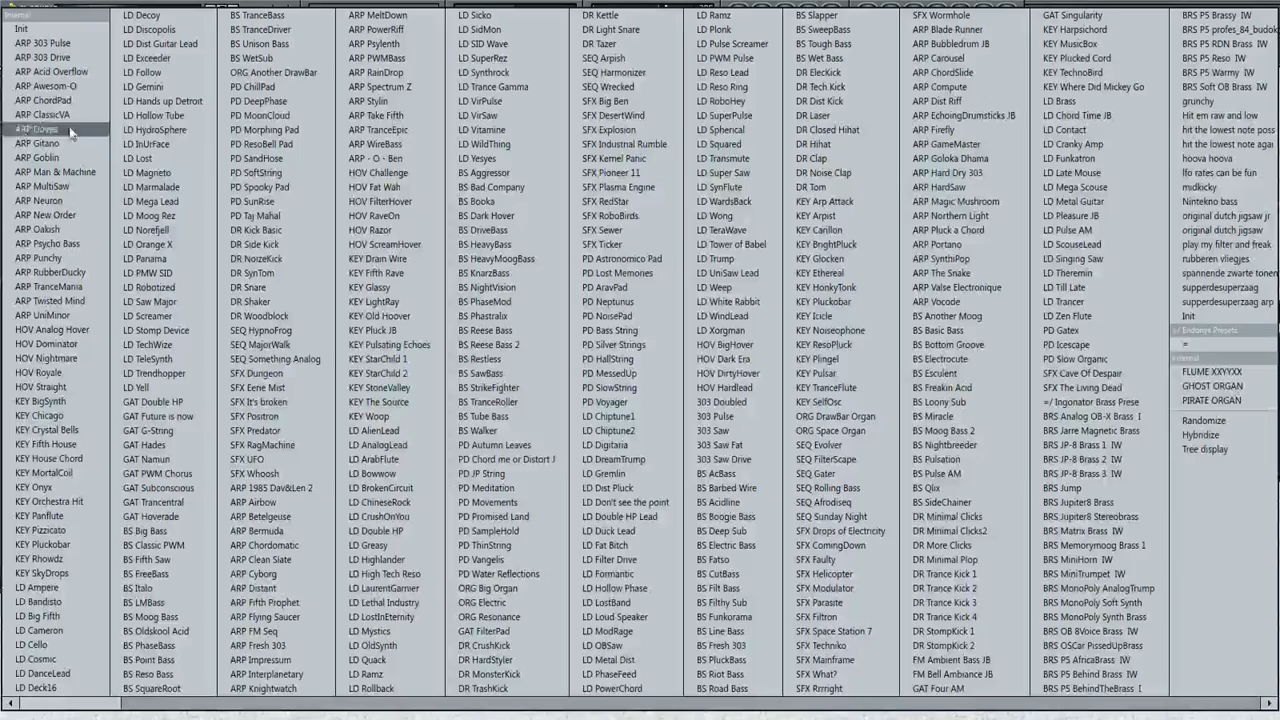 Internal
Init
ARP 303 Pulse
ARP 303 Drive
ARP Acid Overflow
ARP Awesom-O
ARP ChordPad
ARP ClassicVA
ARP
ARP Gitano
ARP Goblin
ARP Man & Machine
ARP MultiSaw
ARP Neuron
ARP New Order
ARP Oakish
ARP Psycho Bass
ARP Punchy
ARP RubberDucky
ARP TranceMania
ARP Twisted Mind
ARP UniMinor
HOV Analog Hover
HOV Dominator
HOV Nightmare
HOV Royale
HOV Straight
KEY BigSynth
KEY Chicago
KEY Crystal Bells
KEY Fifth House
KEY House Chord
KEY MortalCoil
KEY Onyx
KEY Orchestra Hit
KEY Panflute
KEY Pizzicato
KEY Pluckobar
KEY Rhowdz
KEY SkyDrops
LD Ampere
LD Bandisto
LD Big Fifth
LD Cameron
LD Cello
LD Cosmic
LD DanceLead
LD Deck16
LD Decoy
LD Discopolis
LD Dist Guitar Lead
LD Exceeder
LD Follow
LD Gemini
LD Hands up Detroit
LD Hollow Tube
LD HydroSphere
LD InUrFace
LD Lost
LD Magneto
LD Marmalade
LD Mega Lead
LD Moog Rez
LD Norefjell
LD Orange X
LD Panama
LD PMW SID
LD Robotized
LD Saw Major
LD Screamer
LD Stomp Device
LD TechWize
LD TeleSynth
LD Trendhopper
LD Yell
GAT Double HP
GAT Future is now
GAT G-String
GAT Hades
GAT Namun
GAT PWM Chorus
GAT Subconscious
GAT Trancentral
GAT Hoverade
BS Big Bass
BS Classic PWM
BS Fifth Saw
BS FreeBass
BS Italo
BS LMBass
BS Moog Bass
BS Oldskool Acid
BS PhaseBass
BS Point Bass
BS Reso Bass
BS SquareRoot
BS TranceBass
BS TranceDriver
BS Unison Bass
BS WetSub
ORG Another DrawBar
PD ChillPad
PD DeepPhase
PD MoonCloud
PD Morphing Pad
PD ResoBell Pad
PD SandHose
PD SoftString
PD Spooky Pad
PD SunRise
PD Taj Mahal
DR Kick Basic
DR Side Kick
DR NoizeKick
DR SynTom
DR Snare
DR Shaker
DR Woodblock
SEQ HypnoFrog
SEQ MajorWalk
SEQ Something Analog
SFX Dungeon
SFX Eene Mist
SFX It's broken
SFX Positron
SFX Predator
SFX RagMachine
SFX UFO
SFX Whoosh
ARP 1985 Dav&Len 2
ARP Airbow
ARP Betelgeuse
ARP Bermuda
ARP Chordomatic
ARP Clean Slate
ARP Cyborg
ARP Distant
ARP Fifth Prophet
ARP Flying Saucer
ARP FM Seq
ARP Fresh 303
ARP Impressum
ARP Interplanetary
ARP Knightwatch
ARP MeltDown
ARP PowerRiff
ARP Psylenth
ARP PWMBass
ARP RainDrop
ARP Spectrum Z
ARP Stylin
ARP Take Fifth
ARP TrancEpic
ARP WireBass
ARP - O - Ben
HOV Challenge
HOV Fat Wah
HOV FilterHover
HOV RaveOn
HOV Razor
HOV ScreamHover
KEY Drain Wire
KEY Fifth Rave
KEY Glassy
KEY LightRay
KEY Old Hoover
KEY Pluck JB
KEY Pulsating Echoes
KEY StarChild 1
KEY StarChild 2
KEY StoneValley
KEY The Source
KEY Woop
LD AlienLead
LD AnalogLead
LD ArabFlute
LD Bowwow
LD BrokenCircuit
LD ChineseRock
LD CrushOnYou
LD Double HP
LD Greasy
LD Highlander
LD High Tech Reso
LD LaurentGarnier
LD Lethal Industry
LD LostInEternity
LD Mystics
LD OldSynth
LD Quack
LD Ramz
LD Rollback
LD Sicko
LD SidMon
LD SID Wave
LD SuperRez
LD Synthrock
LD Trance Gamma
LD VirPulse
LD Virsaw
LD Vitamine
LD WildThing
LD Yesyes
BS Aggressor
BS Bad Company
BS Booka
BS Dark Hover
BS DriveBass
BS HeavyBass
BS HeavyMoogBass
BS KnarzBass
BS NightVision
BS PhaseMod
BS Phastralix
BS Reese Bass
BS Reese Bass 2
BS Restless
BS SawBass
BS StrikeFighter
BS TranceRoller
BS Tube Bass
BS Walker
PD Autumn Leaves
PD Chord me or Distort J
PD JP String
PD Meditation
PD Movements
PD Promised Land
PD SampleHold
PD ThinString
PD Vangelis
PD Water Reflections
ORG Big Organ
ORG Electric
ORG Resonance
GAT FilterPad
DR CrushKick
DR HardStyler
DR MonsterKick
DR TrashKick
DR Kettle
DR Light Snare
DR Tazer
SEQ Arpish
SEQ Harmonizer
SEQ Wrecked
SFX Big Ben
SFX DesertWind
SFX Explosion
SFX Industrial Rumble
SFX Kernel Panic
SFX Pioneer 11
SFX Plasma Engine
SFX RedStar
SFX RoboBirds
SFX Sewer
SFX Ticker
PD Astronomico Pad
PD Lost Memories
PD AravPad
PD Neptunus
PD NoisePad
PD Bass String
PD Silver Strings
PD HallString
PD MessedUp
PD SlowString
PD Voyager
LD Chiptune1
LD Chiptune2
LD Digitaria
LD DreamTrump
LD Gremlin
LD Dist Pluck
LD Don't see the point
LD Double HP Lead
LD Duck Lead
LD Fat Bitch
LD Filter Drive
LD Formantic
LD Hollow Phase
LD LostBand
LD Loud Speaker
LD ModRage
LD OBSaw
LD Metal Dist
LD PhaseFeed
LD PowerChord
LD Ramz
LD Plonk
LD Pulse Screamer
LD PWM Pulse
LD Reso Lead
LD Reso Ring
LD RoboHey
LD SuperPulse
LD Spherical
LD Squared
LD Transmute
LD Super Saw
LD SynFlute
LD WardsBack
LD Wong
LD TeraWave
LD Tower of Babel
LD Trump
LD UniSaw Lead
LD Weep
LD White Rabbit
LD WindLead
LD Xorgman
HOV BigHover
HOV Dark Era
HOV DirtyHover
HOV Hardlead
303 Doubled
303 Pulse
303 Saw
303 Saw Fat
303 Saw Drive
BS AcBass
BS Barbed Wire
BS Acidline
BS Boogie Bass
BS Deep Sub
BS Electric Bass
BS Fatso
BS CutBass
BS Filt Bass
BS Filthy Sub
BS Funkorama
BS Line Bass
BS Fresh 303
BS PluckBass
BS Riot Bass
BS Road Bass
BS Slapper
BS SweepBass
BS Tough Bass
BS Wet Bass
DR ElecKick
DR Tech Kick
DR Dist Kick
DR Laser
DR Closed Hihat
DR Hihat
DR Clap
DR Noise Clap
DR Tom
KEY Arp Attack
KEY Arpist
KEY Carillon
KEY BrightPluck
KEY Glocken
KEY Ethereal
KEY HonkyTonk
KEY Pluckobar
KEY Icicle
KEY Noiseophone
KEY ResoPluck
KEY Plingel
KEY Pulsar
KEY TranceFlute
KEY SelfOsc
ORG DrawBar Organ
ORG Space Organ
SEQ Evolver
SEQ FilterScape
SEQ Gater
SEQ Rolling Bass
SEQ Afrodiseq
SEQ Sunday Night
SFX Drops of Electricity
SFX ComingDown
SFX Faulty
SFX Helicopter
SFX Modulator
SFX Parasite
SFX Filtron
SFX Space Station 7
SFX Techniko
SFX Mainframe
SFX What?
SFX Rrrright
SFX Wormhole
ARP Blade Runner
ARP Bubbledrum JB
ARP Carousel
ARP ChordSlide
ARP Compute
ARP Dist Riff
ARP EchoingDrumsticks JB
ARP Firefly
ARP GameMaster
ARP Goloka Dhama
ARP Hard Dry 303
ARP HardSaw
ARP Magic Mushroom
ARP Northern Light
ARP Pluck a Chord
ARP Portano
ARP SynthiPop
ARP The Snake
ARP Valse Electronique
ARP Vocode
BS Another Moog
BS Basic Bass
BS Bottom Groove
BS Electrocute
BS Esculent
BS Freakin Acid
BS Loony Sub
BS Miracle
BS Moog Bass 2
BS Nightbreeder
BS Pulsation
BS Pulse AM
BS Qlix
BS SideChainer
DR Minimal Clicks
DR Minimal Clicks2
DR More Clicks
DR Minimal Plop
DR Trance Kick 1
DR Trance Kick 2
DR Trance Kick 3
DR Trance Kick 4
DR StompKick 1
DR StompKick 2
FM Ambient Bass JB
FM Bell Ambiance JB
GAT Four AM
GAT Singularity
KEY Harpsichord
KEY MusicBox
KEY Plucked Cord
KEY TechnoBird
KEY Where Did Mickey Go
LD Brass
LD Chord Time JB
LD Contact
LD Cranky Amp
LD Funkatron
LD Late Mouse
LD Mega Scouse
LD Metal Guitar
LD Pleasure JB
LD Pulse AM
LD ScouseLead
LD Singing Saw
LD Theremin
LD Till Late
LD Trancer
LD Zen Flute
PD Gatex
PD Icescape
PD Slow Organic
SFX Cave Of Despair
SFX The Living Dead
=/ Ingonator Brass Prese
BRS Analog OB-X Brass I
BRS Jarre Magnetic Brass
BRS JP-8 Brass 1 IW
BRS JP-8 Brass 2 IW
BRS JP-8 Brass 3 IW
BRS Jump
BRS Jupiter8 Brass
BRS Jupiter8 Stereobrass
BRS Matrix Brass IW
BRS Memorymoog Brass 1
BRS MiniHorn IW
BRS MiniTrumpet IW
BRS MonoPoly AnalogTrump
BRS MonoPoly Soft Synth
BRS MonoPoly Synth Brass
BRS OB 8Voice Brass IW
BRS OSCar PissedUpBrass
BRS P5 AfricaBrass IW
BRS P5 Behind Brass IW
BRS P5 BehindTheBrass I
BRS P5 Brassy IW
BRS P5 profes_84_budok
BRS P5 RDN Brass IW
BRS P5 Reso IW
BRS P5 Warmy IW
BRS Soft OB Brass IW
grunchy
Hit em raw and low
hit the lowest note poss
hit the lowest note agai
hoova hoova
lfo rates can be fun
midkicky
Nintekno bass
original dutch jigsaw jr
original dutch jigsaw
play my filter and freak
rubberen vliegjes
spannende zwarte toner
supperdesuperzaag
supperdesuperzaag arp
Init
=/ Endorys Presets
=
Internal
FLUME XXYYXX
GHOST ORGAN
PIRATE ORGAN
Randomize
Hybridize
Tree display